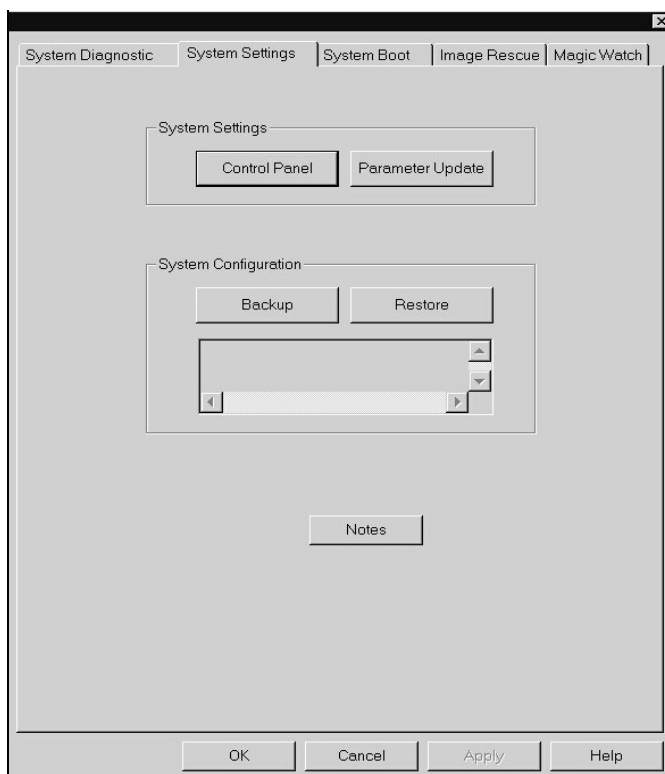 System Diagnostic System Settings System Boot Image Rescue Magic Watch
System Settings
Control Panel Parameter Update
System Configuration
Backup Restore
Notes
OK Cancel Apply Help